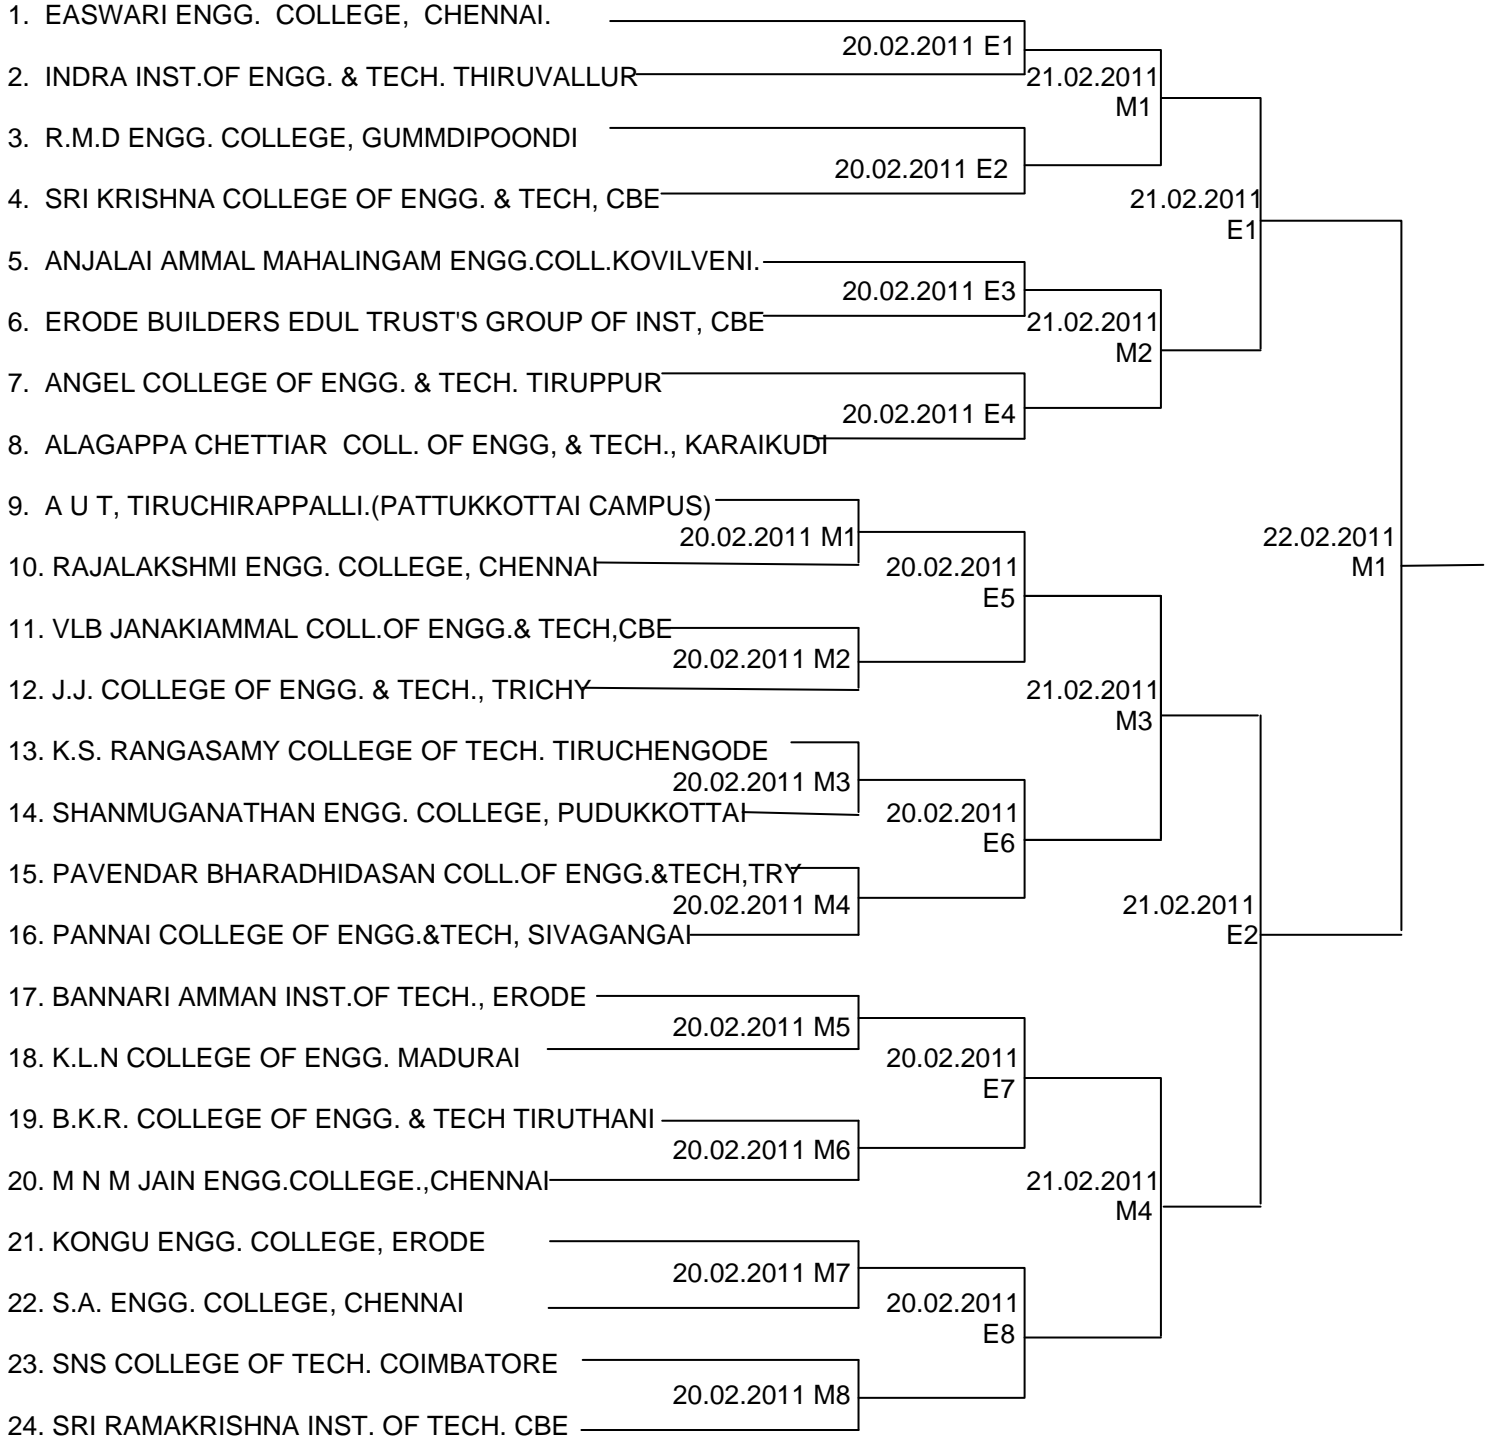 1. EASWARI ENGG. COLLEGE, CHENNAI.
20.02.2011 E1
2. INDRA INST.OF ENGG. & TECH. THIRUVALLUR
21.02.2011
M1
3. R.M.D ENGG. COLLEGE, GUMMDIPOONDI
20.02.2011 E2
4. SRI KRISHNA COLLEGE OF ENGG. & TECH, CBE
21.02.2011
E1
5. ANJALAI AMMAL MAHALINGAM ENGG.COLL.KOVILVENI.
20.02.2011 E3
6. ERODE BUILDERS EDUL TRUST'S GROUP OF INST, CBE
21.02.2011
M2
7. ANGEL COLLEGE OF ENGG. & TECH. TIRUPPUR
20.02.2011 E4
8. ALAGAPPA CHETTIAR COLL. OF ENGG, & TECH., KARAIKUDI
9. A U T, TIRUCHIRAPPALLI.(PATTUKKOTTAI CAMPUS)
20.02.2011 M1
22.02.2011
M1
10. RAJALAKSHMI ENGG. COLLEGE, CHENNAI
20.02.2011
E5
11. VLB JANAKIAMMAL COLL.OF ENGG.& TECH,CBE
20.02.2011 M2
12. J.J. COLLEGE OF ENGG. & TECH., TRICHY
21.02.2011
M3
13. K.S. RANGASAMY COLLEGE OF TECH. TIRUCHENGODE
20.02.2011 M3
14. SHANMUGANATHAN ENGG. COLLEGE, PUDUKKOTTAI
20.02.2011
E6
15. PAVENDAR BHARADHIDASAN COLL.OF ENGG.&TECH,TRY
20.02.2011 M4
21.02.2011
E2
16. PANNAI COLLEGE OF ENGG.&TECH, SIVAGANGAI
17. BANNARI AMMAN INST.OF TECH., ERODE
20.02.2011 M5
18. K.L.N COLLEGE OF ENGG. MADURAI
20.02.2011
E7
19. B.K.R. COLLEGE OF ENGG. & TECH TIRUTHANI
20.02.2011 M6
20. M N M JAIN ENGG.COLLEGE.,CHENNAI
21.02.2011
M4
21. KONGU ENGG. COLLEGE, ERODE
20.02.2011 M7
22. S.A. ENGG. COLLEGE, CHENNAI
20.02.2011
E8
23. SNS COLLEGE OF TECH. COIMBATORE
20.02.2011 M8
24. SRI RAMAKRISHNA INST. OF TECH. CBE